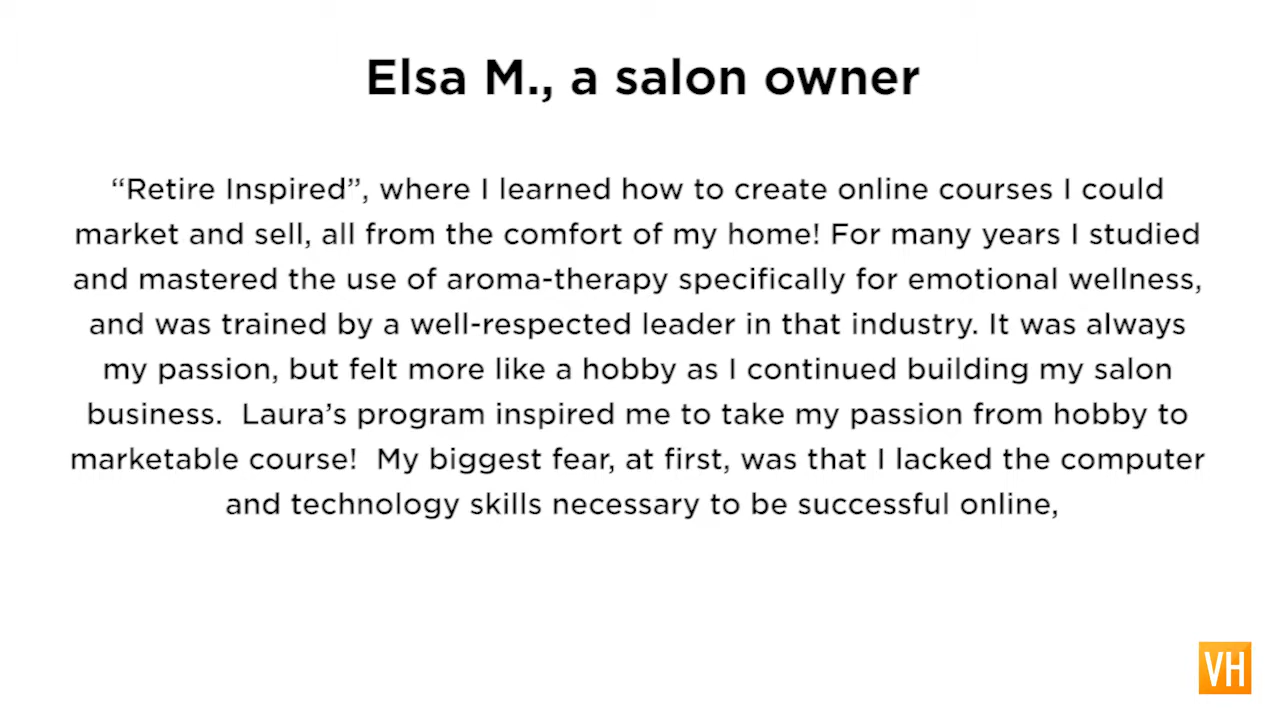 Elsa M., a salon owner
“Retire Inspired”, where I learned how to create online courses I could
market and sell, all from the comfort of my home! For many years I studied
and mastered the use of aroma-therapy specifically for emotional wellness,
and was trained by a well-respected leader in that industry. It was always
my passion, but felt more like a hobby as I continued building my salon
business.  Laura’s program inspired me to take my passion from hobby to
marketable course!  My biggest fear, at first, was that I lacked the computer
and technology skills necessary to be successful online,
VH